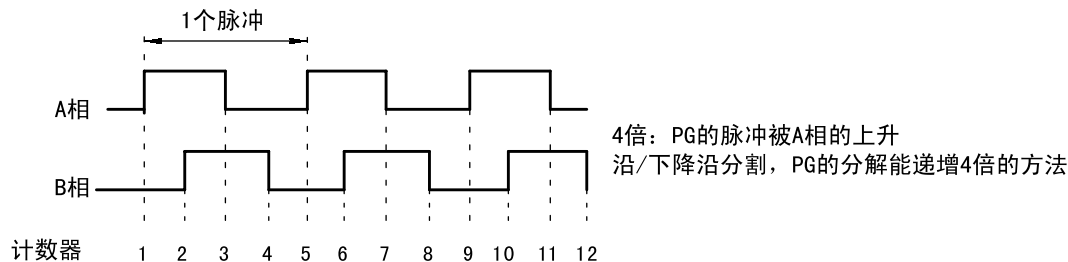 1个脉冲
A相
4倍：PG的脉冲被A相的上升
沿/下降沿分割，PG的分解能递增4倍的方法
B相
计数器 1 2 3 4 5 6 7 8 9 10 11 12